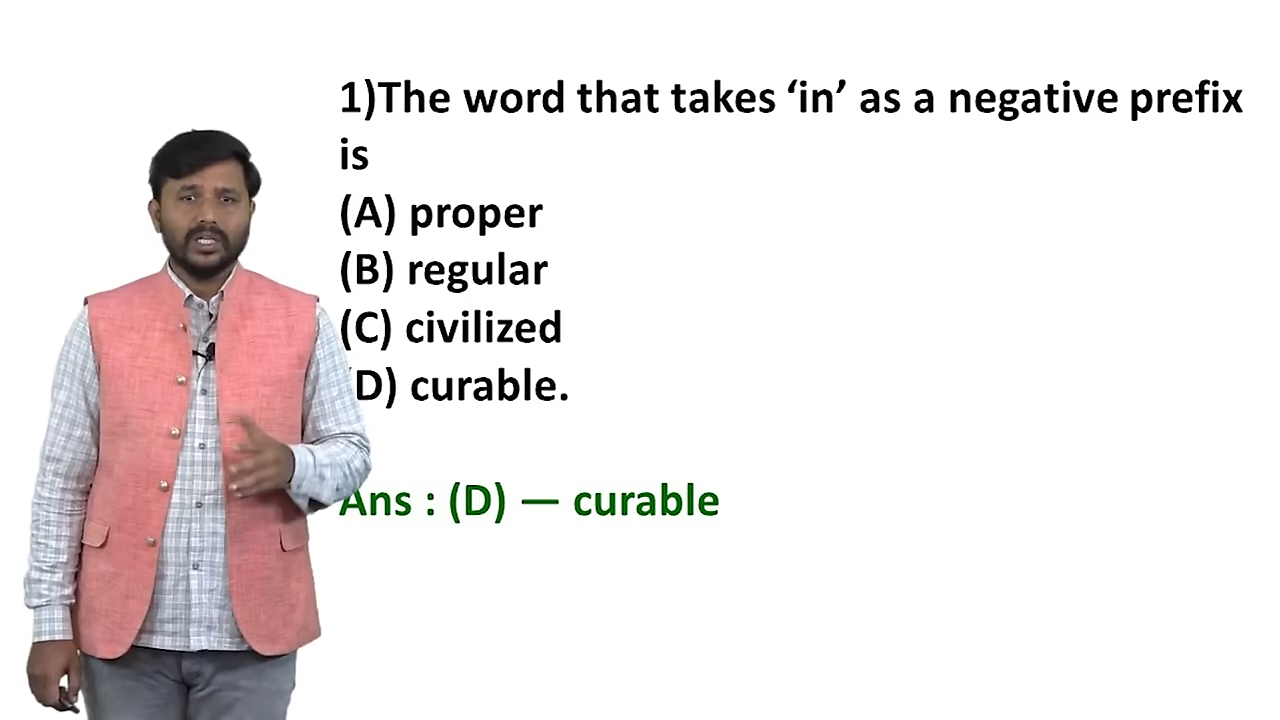 1)The word that takes ‘in’ as a negative prefix
is
(A) proper
(B) regular
(C) civilized
D) curable.
Ans : (D) — curable